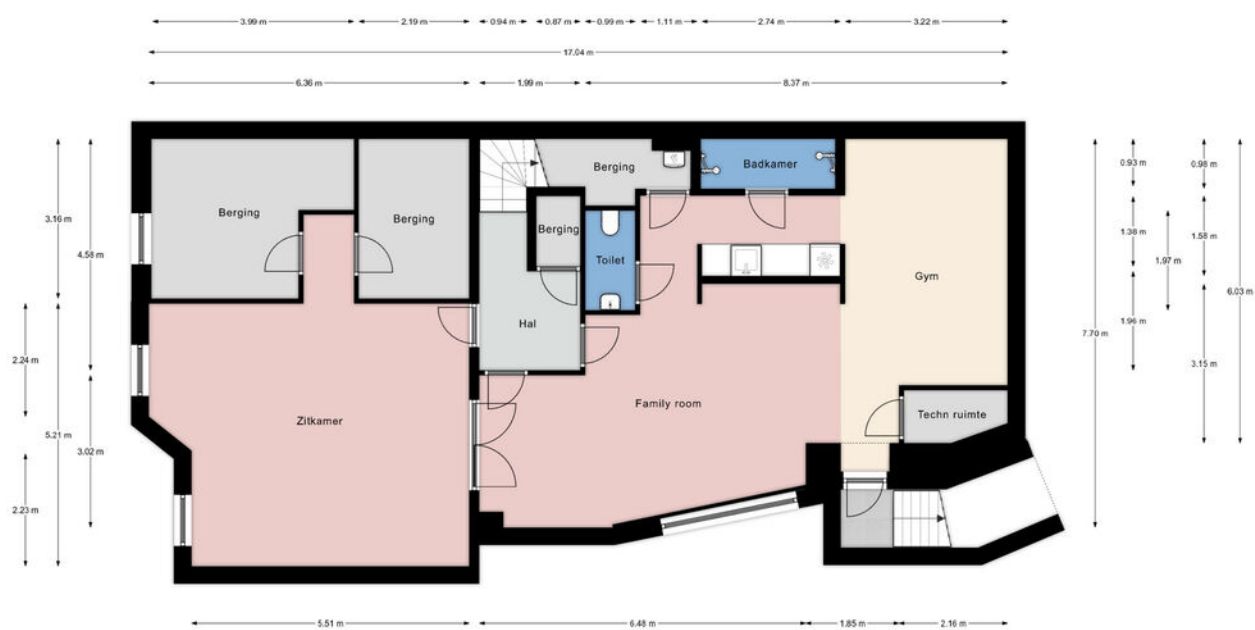 3.99 m 2.19 m 0.94 m 0.87 m 0.99 m 1.11 m 2.74 m 3.22 m
17.04 m
6.36 m 1.99 m 8.37 m
Berging
Badkamer
0.93 m
0.98 m
Berging
Berging
3.16 m
Berging
1.38 m
1.58 m
4.58 m
Toilet
1.97 m
Gym
6.03 m
Hal
1.96 m
7.70 m
2.24 m
3.15 m
Family room
Techn ruimte
Zitkamer
5.21 m
3.02 m
2.23 m
5.51 m 6.48 m 1.85 m 2.16 m